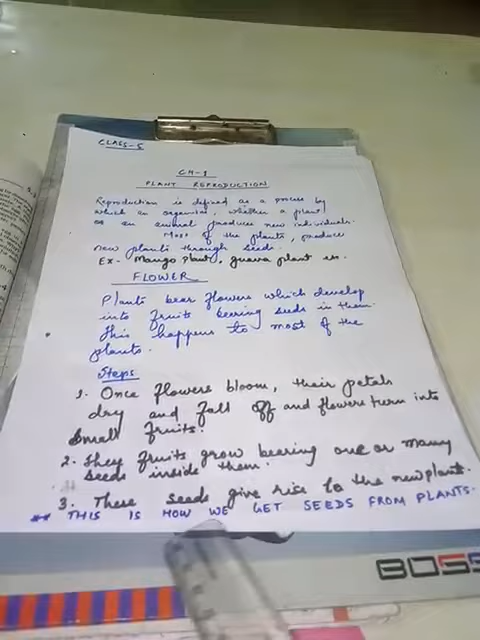 CLASS-5
CH-1
PLANT REPRODUCTION
Reproduction is defined as a process by
which an organism, whether a plant
or an animal produces new individuals.
Most of the plants, produce
new plants through seeds.
Ex- Mango plant, guava plant
FLOWER
Plants bear flowers which develop
into fruits bearing seeds in them.
This happens to most of the
plants.
Steps
1. Once flowers bloom, their petals
dry and fall off and flowers turn into
small fruits.
2. They fruits grow bearing one or many
seeds inside them.
3. These seeds give rise to the new plant.
** THIS IS HOW WE GET SEEDS FROM PLANTS.
BOSS